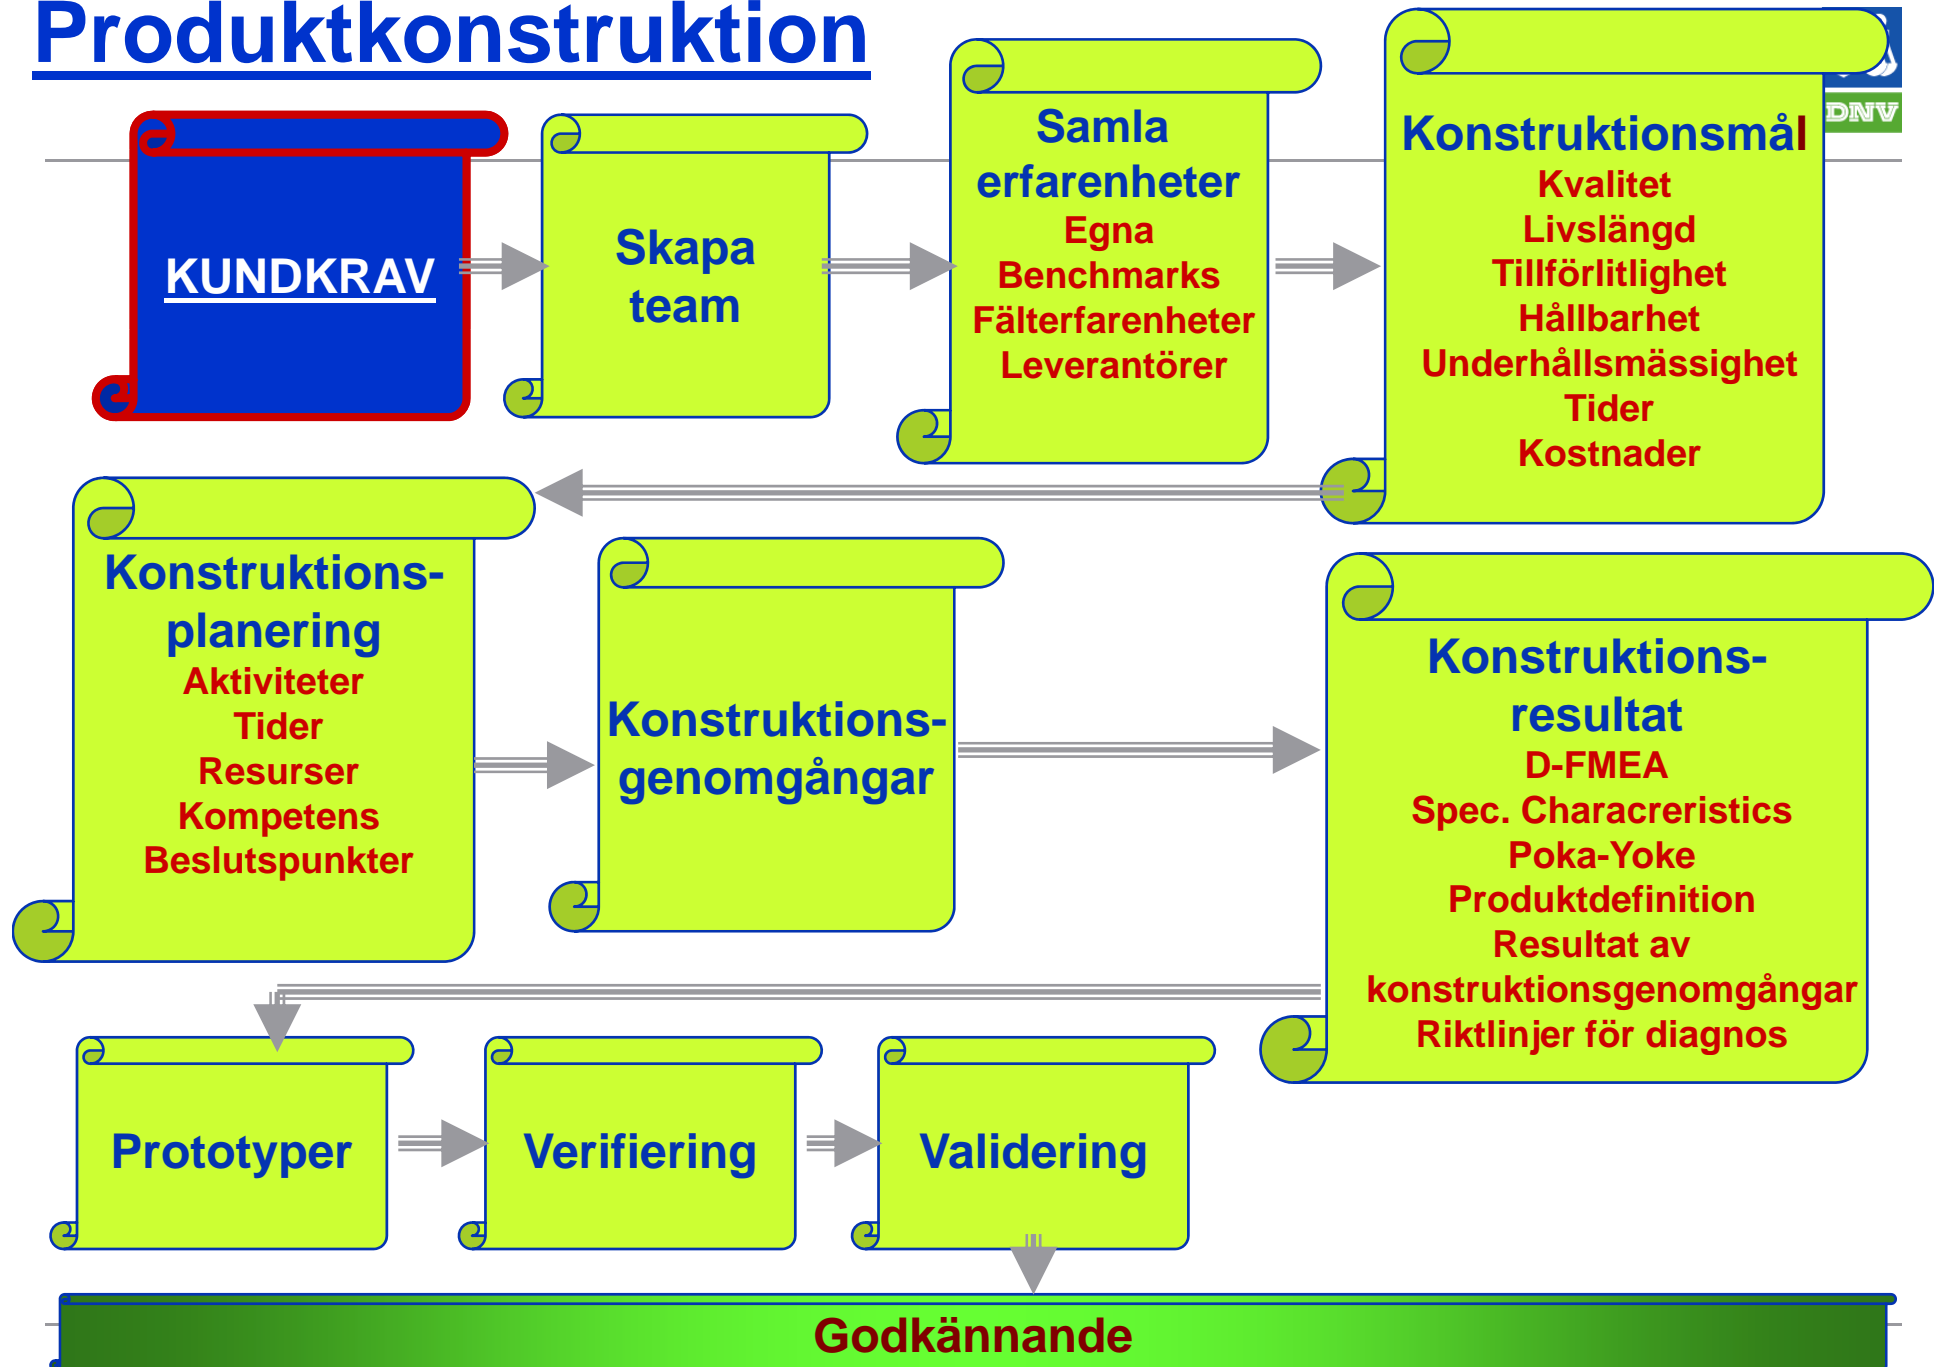 Produktkonstruktion
DNV
KUNDKRAV
Skapa
team
Samla
erfarenheter
Egna
Benchmarks
Fälterfarenheter
Leverantörer
Konstruktionsmål
Kvalitet
Livslängd
Tillförlitlighet
Hållbarhet
Underhållsmässighet
Tider
Kostnader
Konstruktions-
planering
Aktiviteter
Tider
Resurser
Kompetens
Beslutspunkter
Konstruktions-
genomgångar
Konstruktions-
resultat
D-FMEA
Spec. Characreristics
Poka-Yoke
Produktdefinition
Resultat av
konstruktionsgenomgångar
Riktlinjer för diagnos
Prototyper
Verifiering
Validering
Godkännande